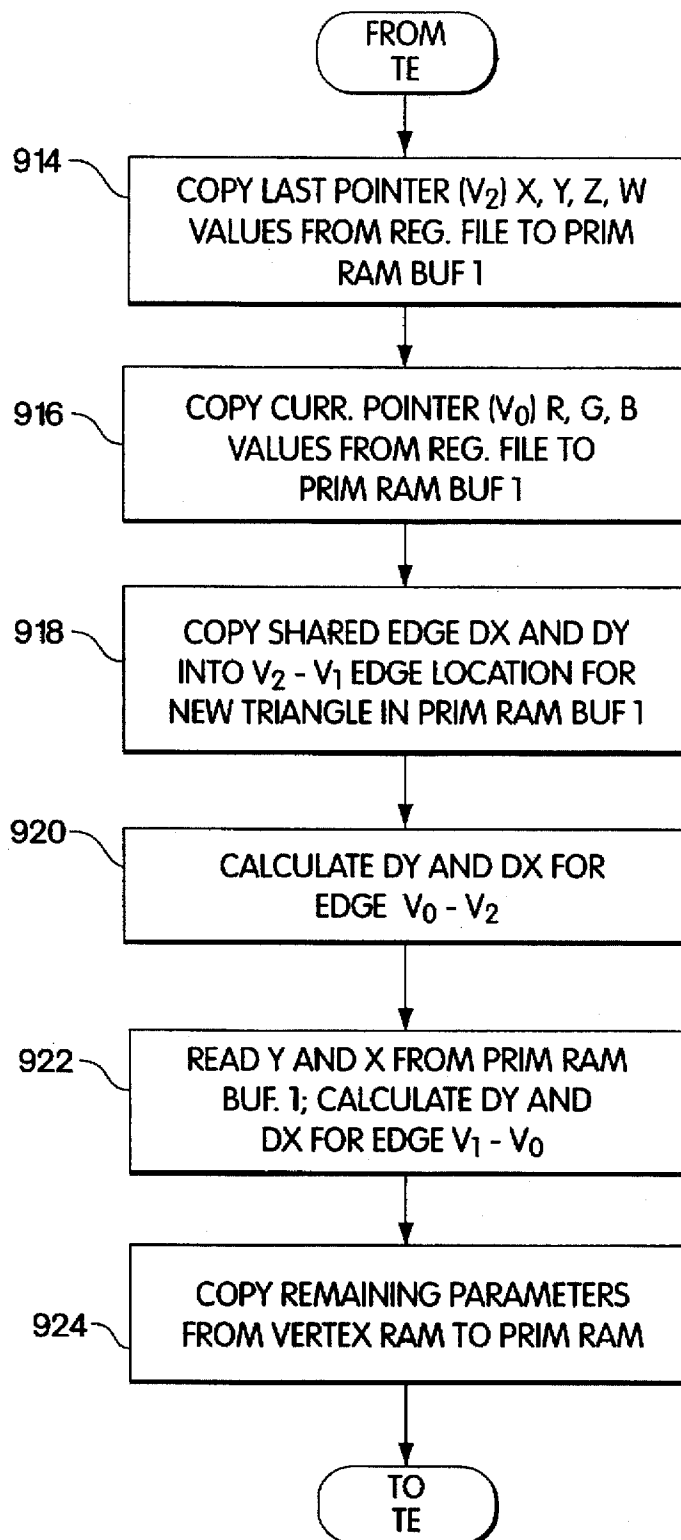 FROM
TE
914
COPY LAST POINTER (V₂) X, Y, Z, W
VALUES FROM REG. FILE TO PRIM
RAM BUF 1
916
COPY CURR. POINTER (V₀) R, G, B
VALUES FROM REG. FILE TO
PRIM RAM BUF 1
918
COPY SHARED EDGE DX AND DY
INTO V₂ - V₁ EDGE LOCATION FOR
NEW TRIANGLE IN PRIM RAM BUF 1
920
CALCULATE DY AND DX FOR
EDGE V₀ - V₂
922
READ Y AND X FROM PRIM RAM
BUF. 1; CALCULATE DY AND
DX FOR EDGE V₁ - V₀
924
COPY REMAINING PARAMETERS
FROM VERTEX RAM TO PRIM RAM
TO
TE